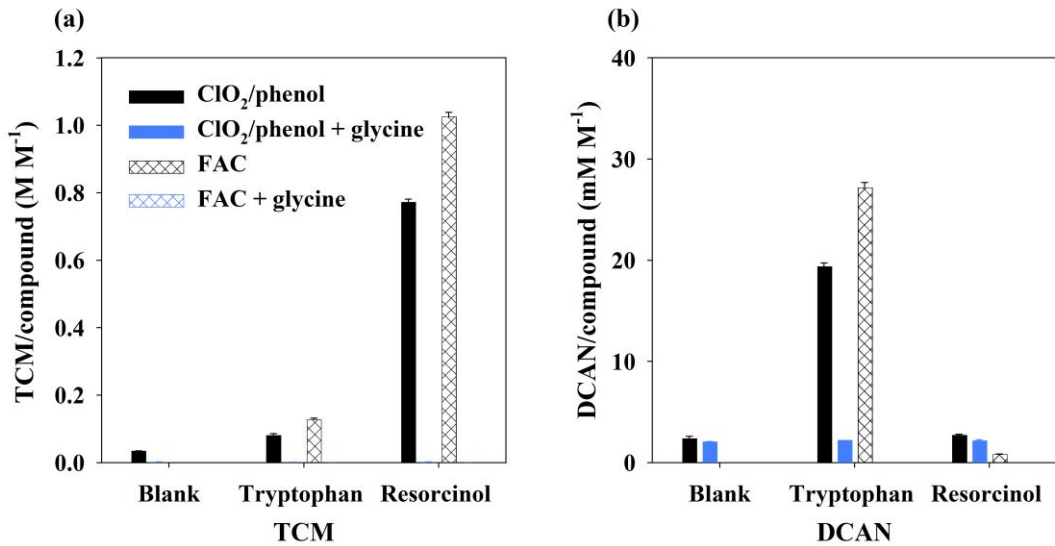 (a)
TCM/compound (M M⁻¹)
1.2
1.0
0.8
0.6
0.4
0.2
0.0
ClO₂/phenol
ClO₂/phenol + glycine
FAC
FAC + glycine
Blank Tryptophan Resorcinol
TCM
(b)
DCAN/compound (mM M⁻¹)
40
30
20
10
0
Blank Tryptophan Resorcinol
DCAN